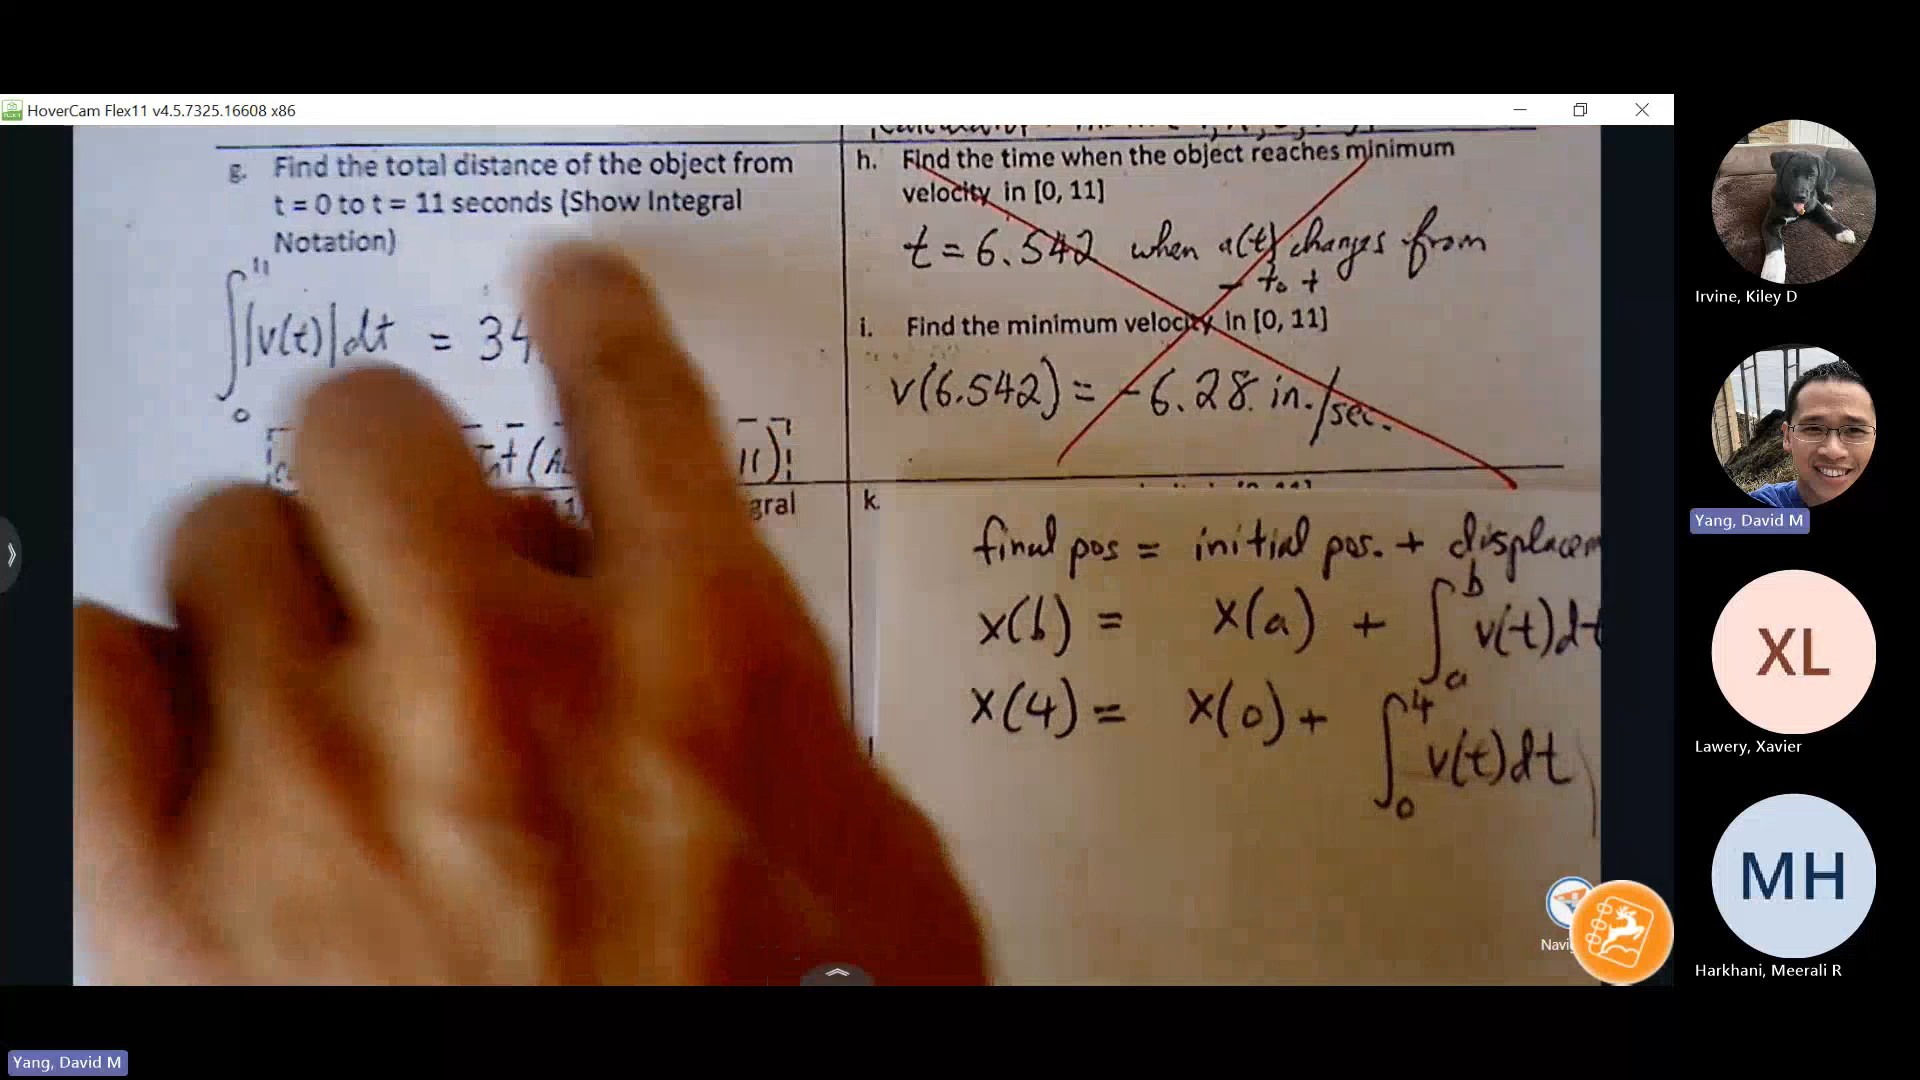 HoverCam Flex11 v4.5.7325.16608 x86
g. Find the total distance of the object from
t = 0 to t = 11 seconds (Show Integral
Notation)
∫₀¹¹ |v(t)| dt = 34
11)
gral
h. Find the time when the object reaches minimum
velocity in [0, 11]
t = 6.542 when a(t) changes from
- to +
i. Find the minimum velocity in [0, 11]
v(6.542) = -6.28 in./sec.
k.
final pos = initial pos. + displacem
x(b) = x(a) + ∫ₐᵇ v(t)dt
x(4) = x(0) + ∫₀⁴ v(t)dt
Navi
Irvine, Kiley D
Yang, David M
XL
Lawery, Xavier
MH
Harkhani, Meerali R
Yang, David M